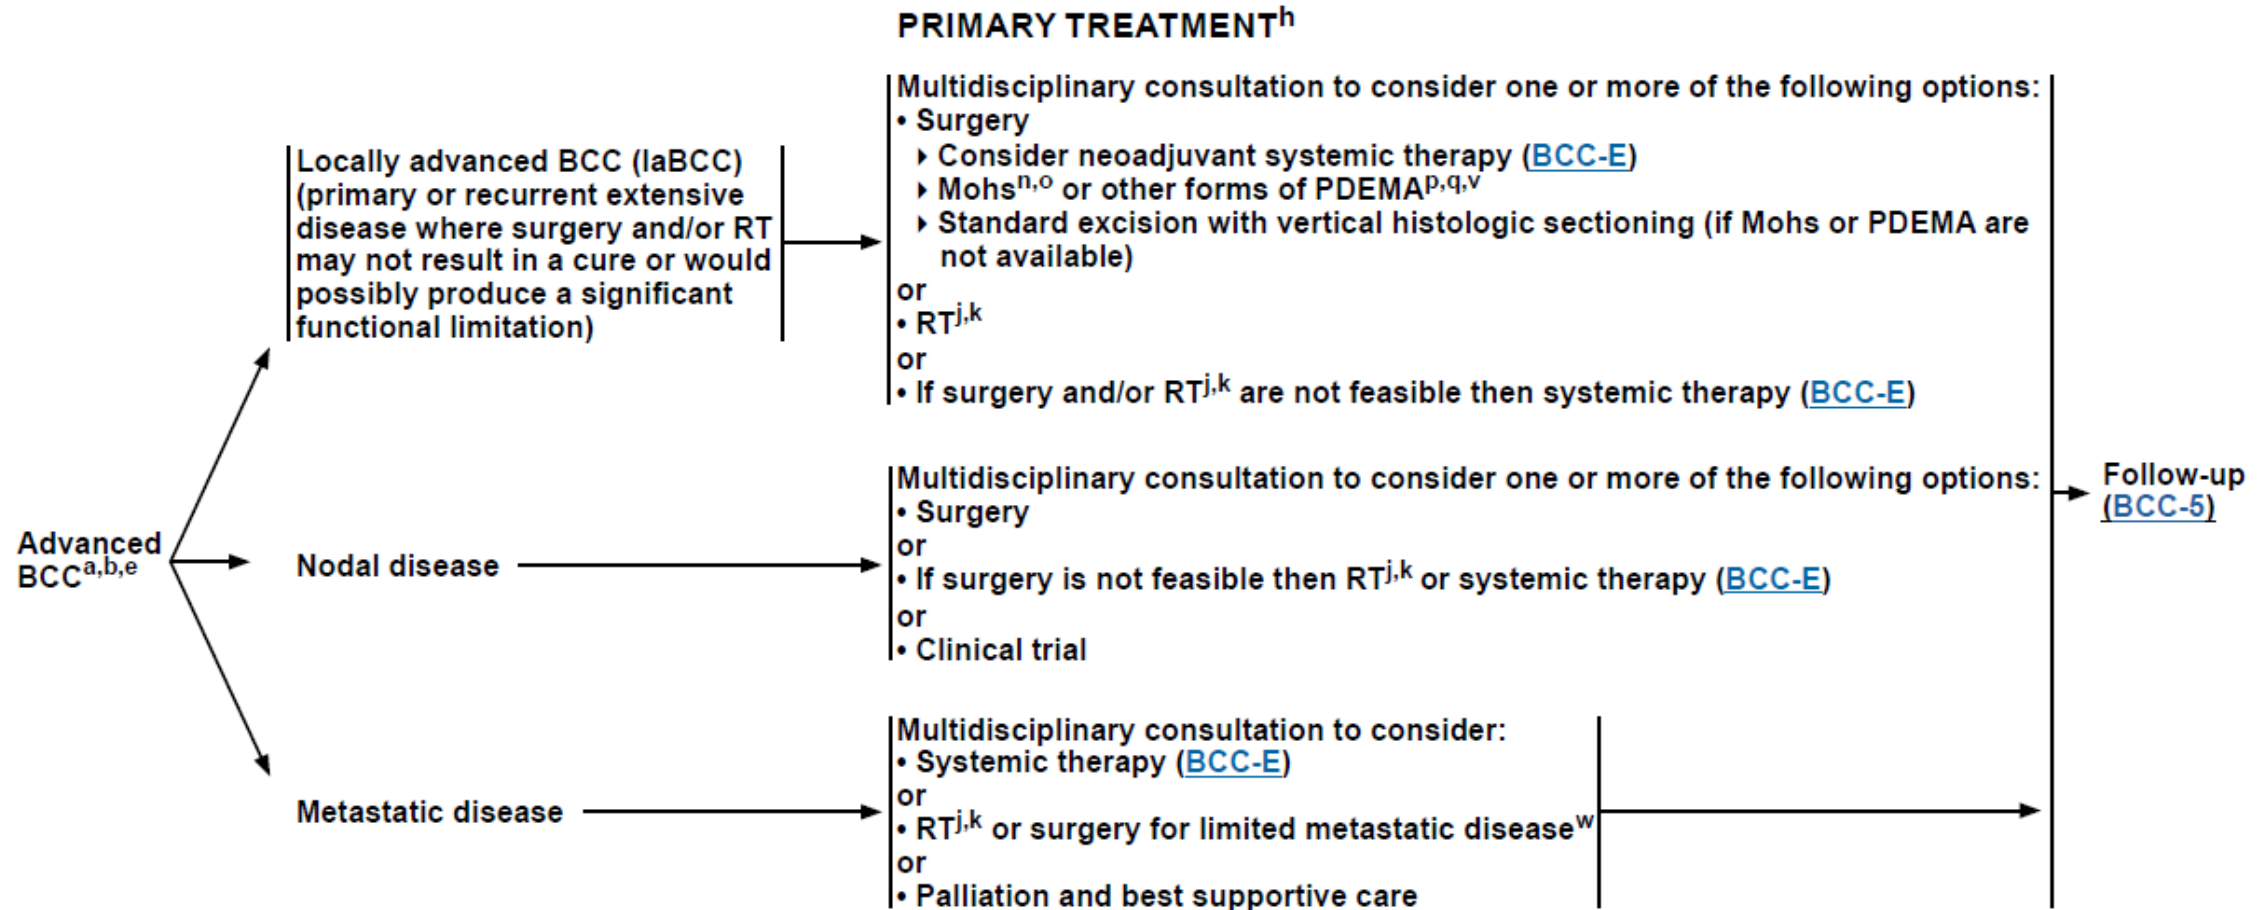 PRIMARY TREATMENTʰ
Advanced
BCCᵃ,ᵇ,ᵉ
Locally advanced BCC (laBCC)
(primary or recurrent extensive
disease where surgery and/or RT
may not result in a cure or would
possibly produce a significant
functional limitation)
Multidisciplinary consultation to consider one or more of the following options:
• Surgery
‣ Consider neoadjuvant systemic therapy (BCC-E)
‣ Mohsⁿ,ᵒ or other forms of PDEMAᵖ,q,ᵛ
‣ Standard excision with vertical histologic sectioning (if Mohs or PDEMA are
not available)
or
• RTʲ,ᵏ
or
• If surgery and/or RTʲ,ᵏ are not feasible then systemic therapy (BCC-E)
Nodal disease
Multidisciplinary consultation to consider one or more of the following options:
• Surgery
or
• If surgery is not feasible then RTʲ,ᵏ or systemic therapy (BCC-E)
or
• Clinical trial
Metastatic disease
Multidisciplinary consultation to consider:
• Systemic therapy (BCC-E)
or
• RTʲ,ᵏ or surgery for limited metastatic diseaseʷ
or
• Palliation and best supportive care
Follow-up
(BCC-5)